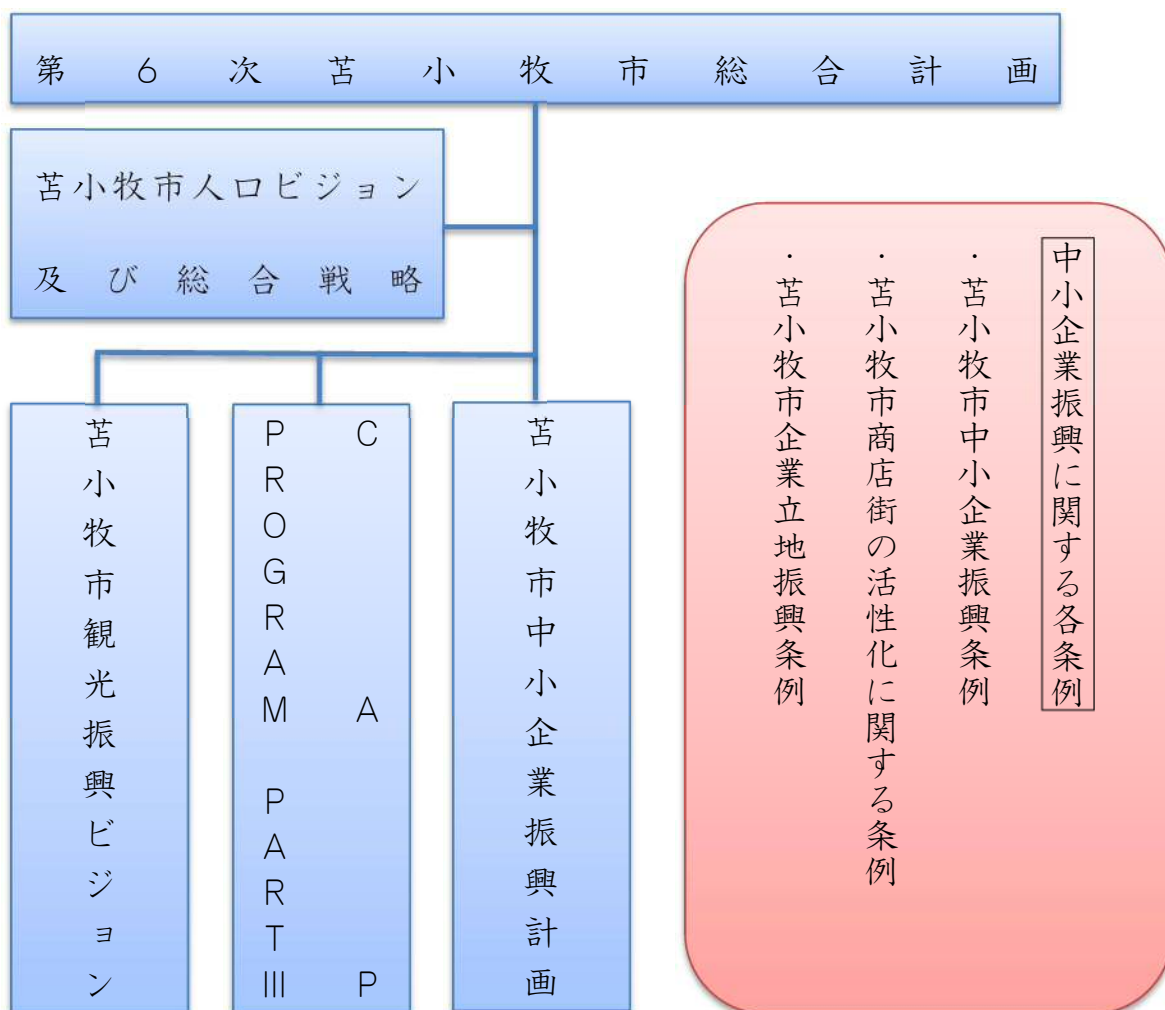 第6次苫小牧市総合計画
苫小牧市人口ビジョン
及び総合戦略
中小企業振興に関する各条例
・苫小牧市中小企業振興条例
・苫小牧市商店街の活性化に関する条例
・苫小牧市企業立地振興条例
苫小牧市中小企業振興計画
CAP
PROGRAM PARTⅢ
苫小牧市観光振興ビジョン